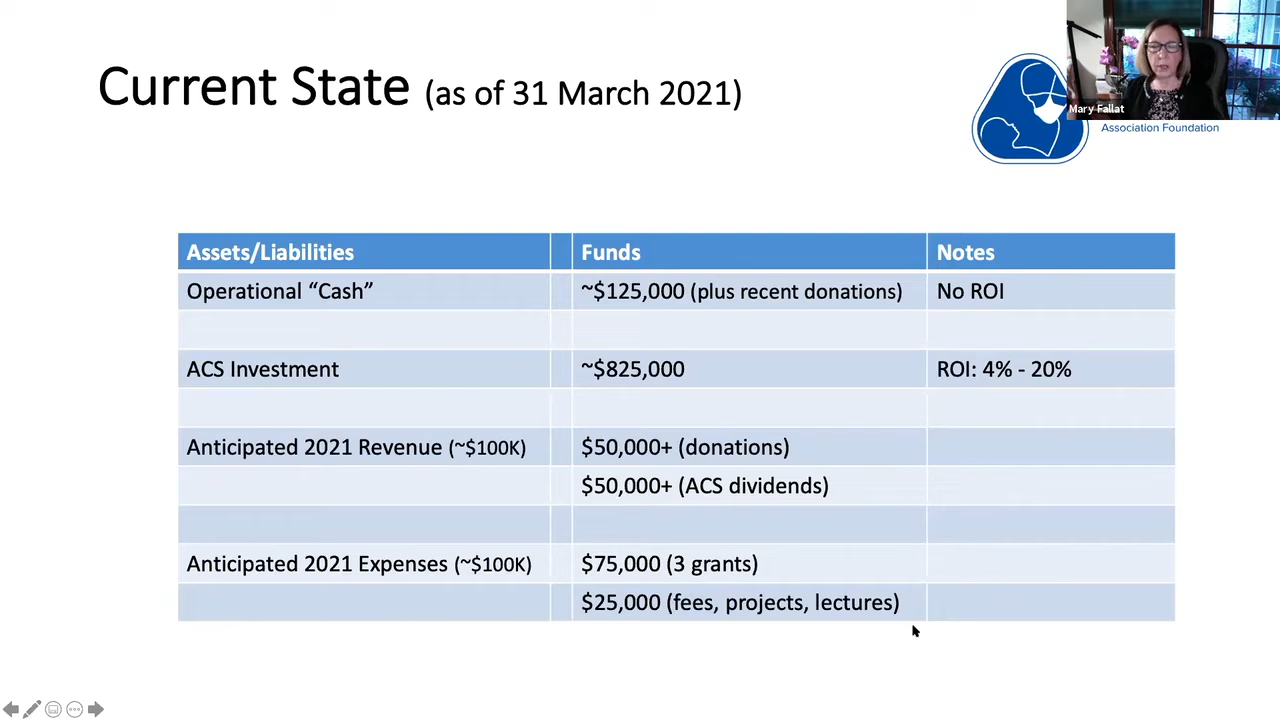 Current State (as of 31 March 2021)
Mary Fallat
Association Foundation
Assets/Liabilities Funds Notes
Operational “Cash” ~$125,000 (plus recent donations) No ROI
ACS Investment ~$825,000 ROI: 4% - 20%
Anticipated 2021 Revenue (~$100K) $50,000+ (donations)
$50,000+ (ACS dividends)
Anticipated 2021 Expenses (~$100K) $75,000 (3 grants)
$25,000 (fees, projects, lectures)